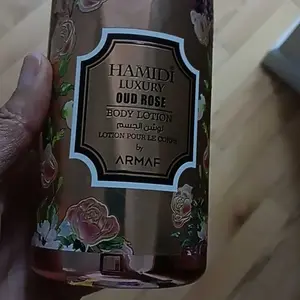 HAMIDİ
LUXURY
OUD ROSE
BODY LOTION
لوشن الجسم
LOTION POUR LE CORPS
by
ARMAF